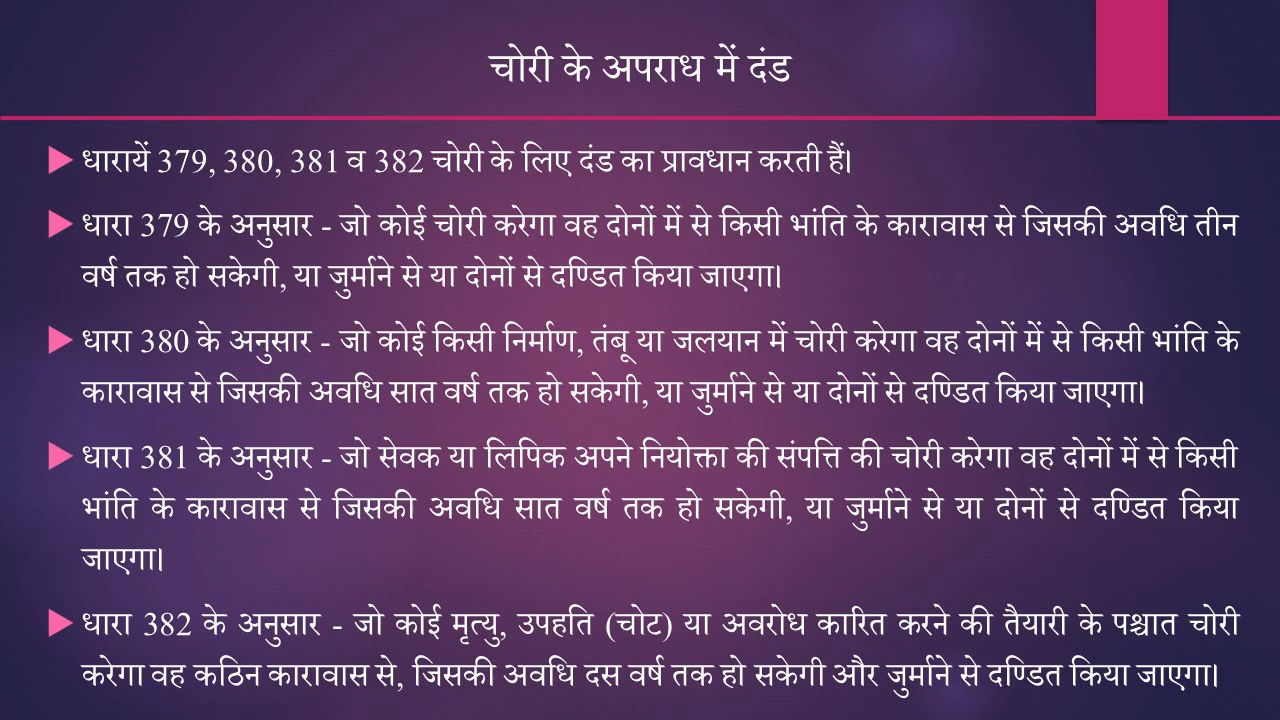 चोरी के अपराध में दंड
धारायें 379, 380, 381 व 382 चोरी के लिए दंड का प्रावधान करती हैं।
धारा 379 के अनुसार - जो कोई चोरी करेगा वह दोनों में से किसी भांति के कारावास से जिसकी अवधि तीन
वर्ष तक हो सकेगी, या जुर्माने से या दोनों से दण्डित किया जाएगा।
धारा 380 के अनुसार - जो कोई किसी निर्माण, तंबू या जलयान में चोरी करेगा वह दोनों में से किसी भांति के
कारावास से जिसकी अवधि सात वर्ष तक हो सकेगी, या जुर्माने से या दोनों से दण्डित किया जाएगा।
धारा 381 के अनुसार - जो सेवक या लिपिक अपने नियोक्ता की संपत्ति की चोरी करेगा वह दोनों में से किसी
भांति के कारावास से जिसकी अवधि सात वर्ष तक हो सकेगी, या जुर्माने से या दोनों से दण्डित किया
जाएगा।
धारा 382 के अनुसार - जो कोई मृत्यु, उपहति (चोट) या अवरोध कारित करने की तैयारी के पश्चात चोरी
करेगा वह कठिन कारावास से, जिसकी अवधि दस वर्ष तक हो सकेगी और जुर्माने से दण्डित किया जाएगा।